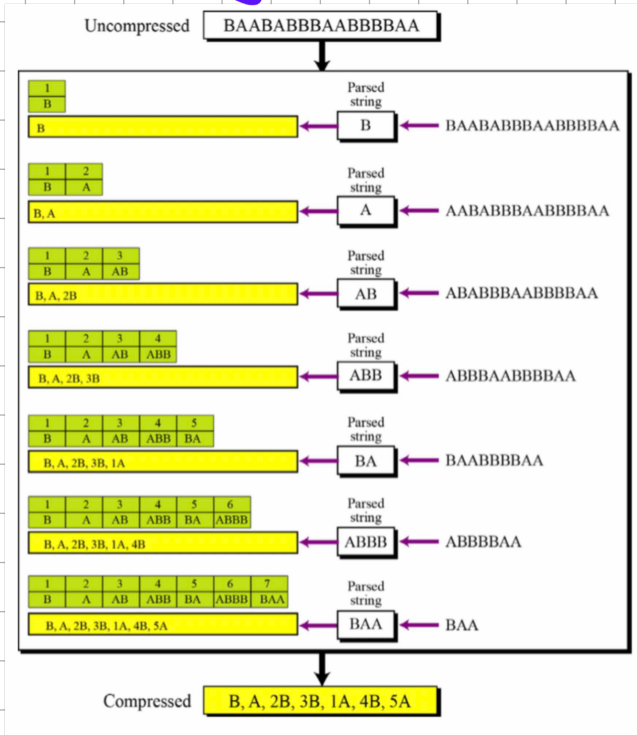 Uncompressed BAABABBBAABBBBAA
1
B
Parsed
string
B B BAABABBBAABBBBAA
1 2
B A
Parsed
string
B, A A AABABBBAABBBBAA
1 2 3
B A AB
Parsed
string
B, A, 2B AB ABABBBAABBBBAA
1 2 3 4
B A AB ABB
Parsed
string
B, A, 2B, 3B ABB ABBBAABBBBAA
1 2 3 4 5
B A AB ABB BA
Parsed
string
B, A, 2B, 3B, 1A BA BAABBBBAA
1 2 3 4 5 6
B A AB ABB BA ABBB
Parsed
string
B, A, 2B, 3B, 1A, 4B ABBB ABBBBAA
1 2 3 4 5 6 7
B A AB ABB BA ABBB BAA
Parsed
string
B, A, 2B, 3B, 1A, 4B, 5A BAA BAA
Compressed B, A, 2B, 3B, 1A, 4B, 5A